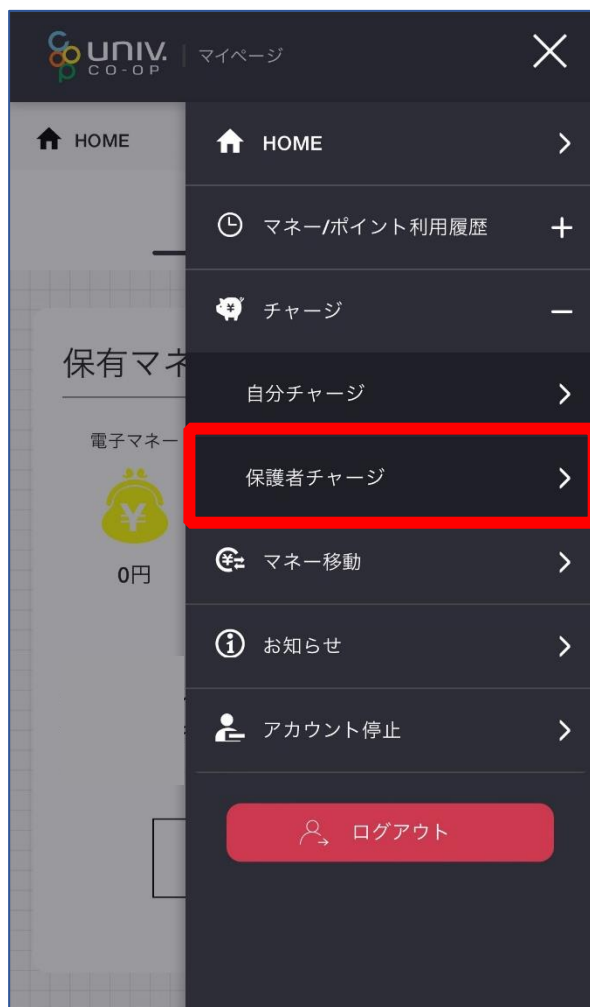 univ.
CO-OP
マイページ
HOME
HOME
マネー/ポイント利用履歴
チャージ
自分チャージ
保護者チャージ
マネー移動
お知らせ
アカウント停止
ログアウト
保有マネ
電子マネー
¥
0円